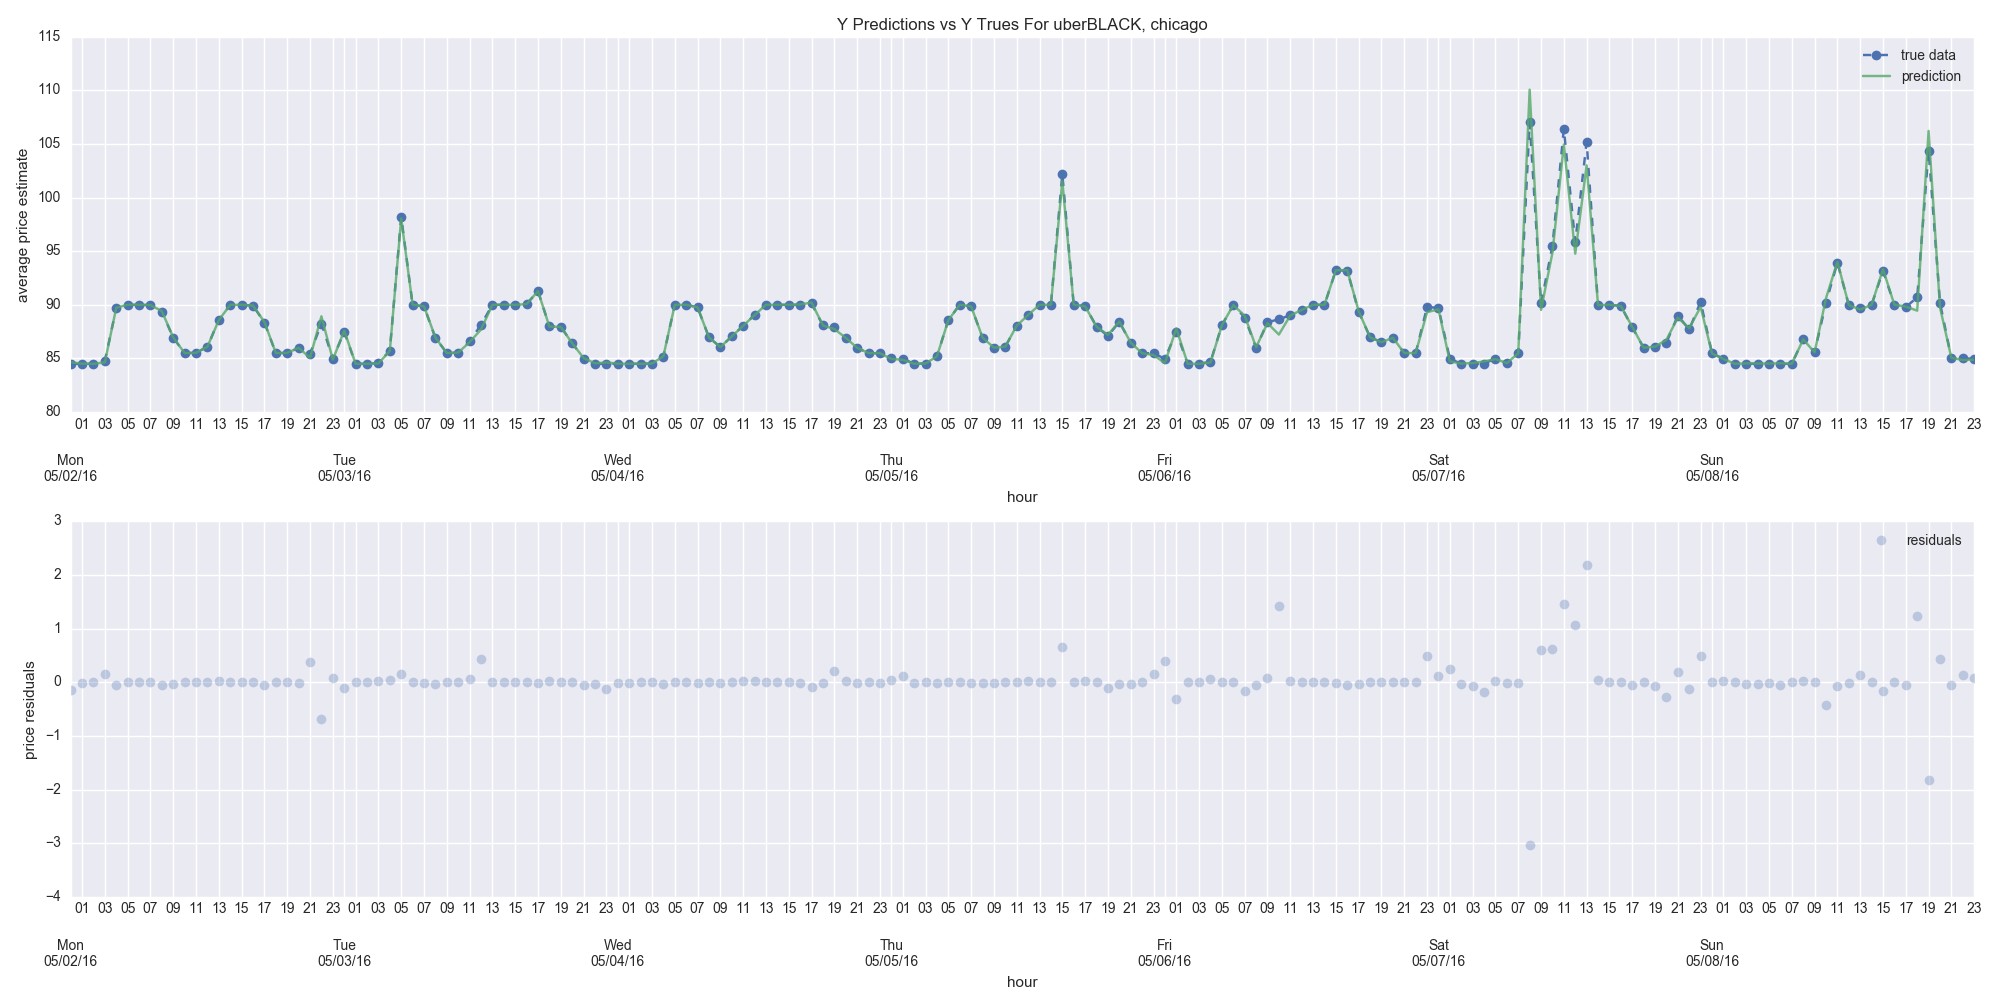 Y Predictions vs Y Trues For uberBLACK, chicago
115
110
105
100
95
90
85
80
average price estimate
true data
prediction
01 03 05 07 09 11 13 15 17 19 21 23 01 03 05 07 09 11 13 15 17 19 21 23 01 03 05 07 09 11 13 15 17 19 21 23 01 03 05 07 09 11 13 15 17 19 21 23 01 03 05 07 09 11 13 15 17 19 21 23 01 03 05 07 09 11 13 15 17 19 21 23 01 03 05 07 09 11 13 15 17 19 21 23
Mon Tue Wed Thu Fri Sat Sun
05/02/16 05/03/16 05/04/16 05/05/16 05/06/16 05/07/16 05/08/16
hour
3
2
1
0
−1
−2
−3
−4
price residuals
residuals
01 03 05 07 09 11 13 15 17 19 21 23 01 03 05 07 09 11 13 15 17 19 21 23 01 03 05 07 09 11 13 15 17 19 21 23 01 03 05 07 09 11 13 15 17 19 21 23 01 03 05 07 09 11 13 15 17 19 21 23 01 03 05 07 09 11 13 15 17 19 21 23 01 03 05 07 09 11 13 15 17 19 21 23
Mon Tue Wed Thu Fri Sat Sun
05/02/16 05/03/16 05/04/16 05/05/16 05/06/16 05/07/16 05/08/16
hour